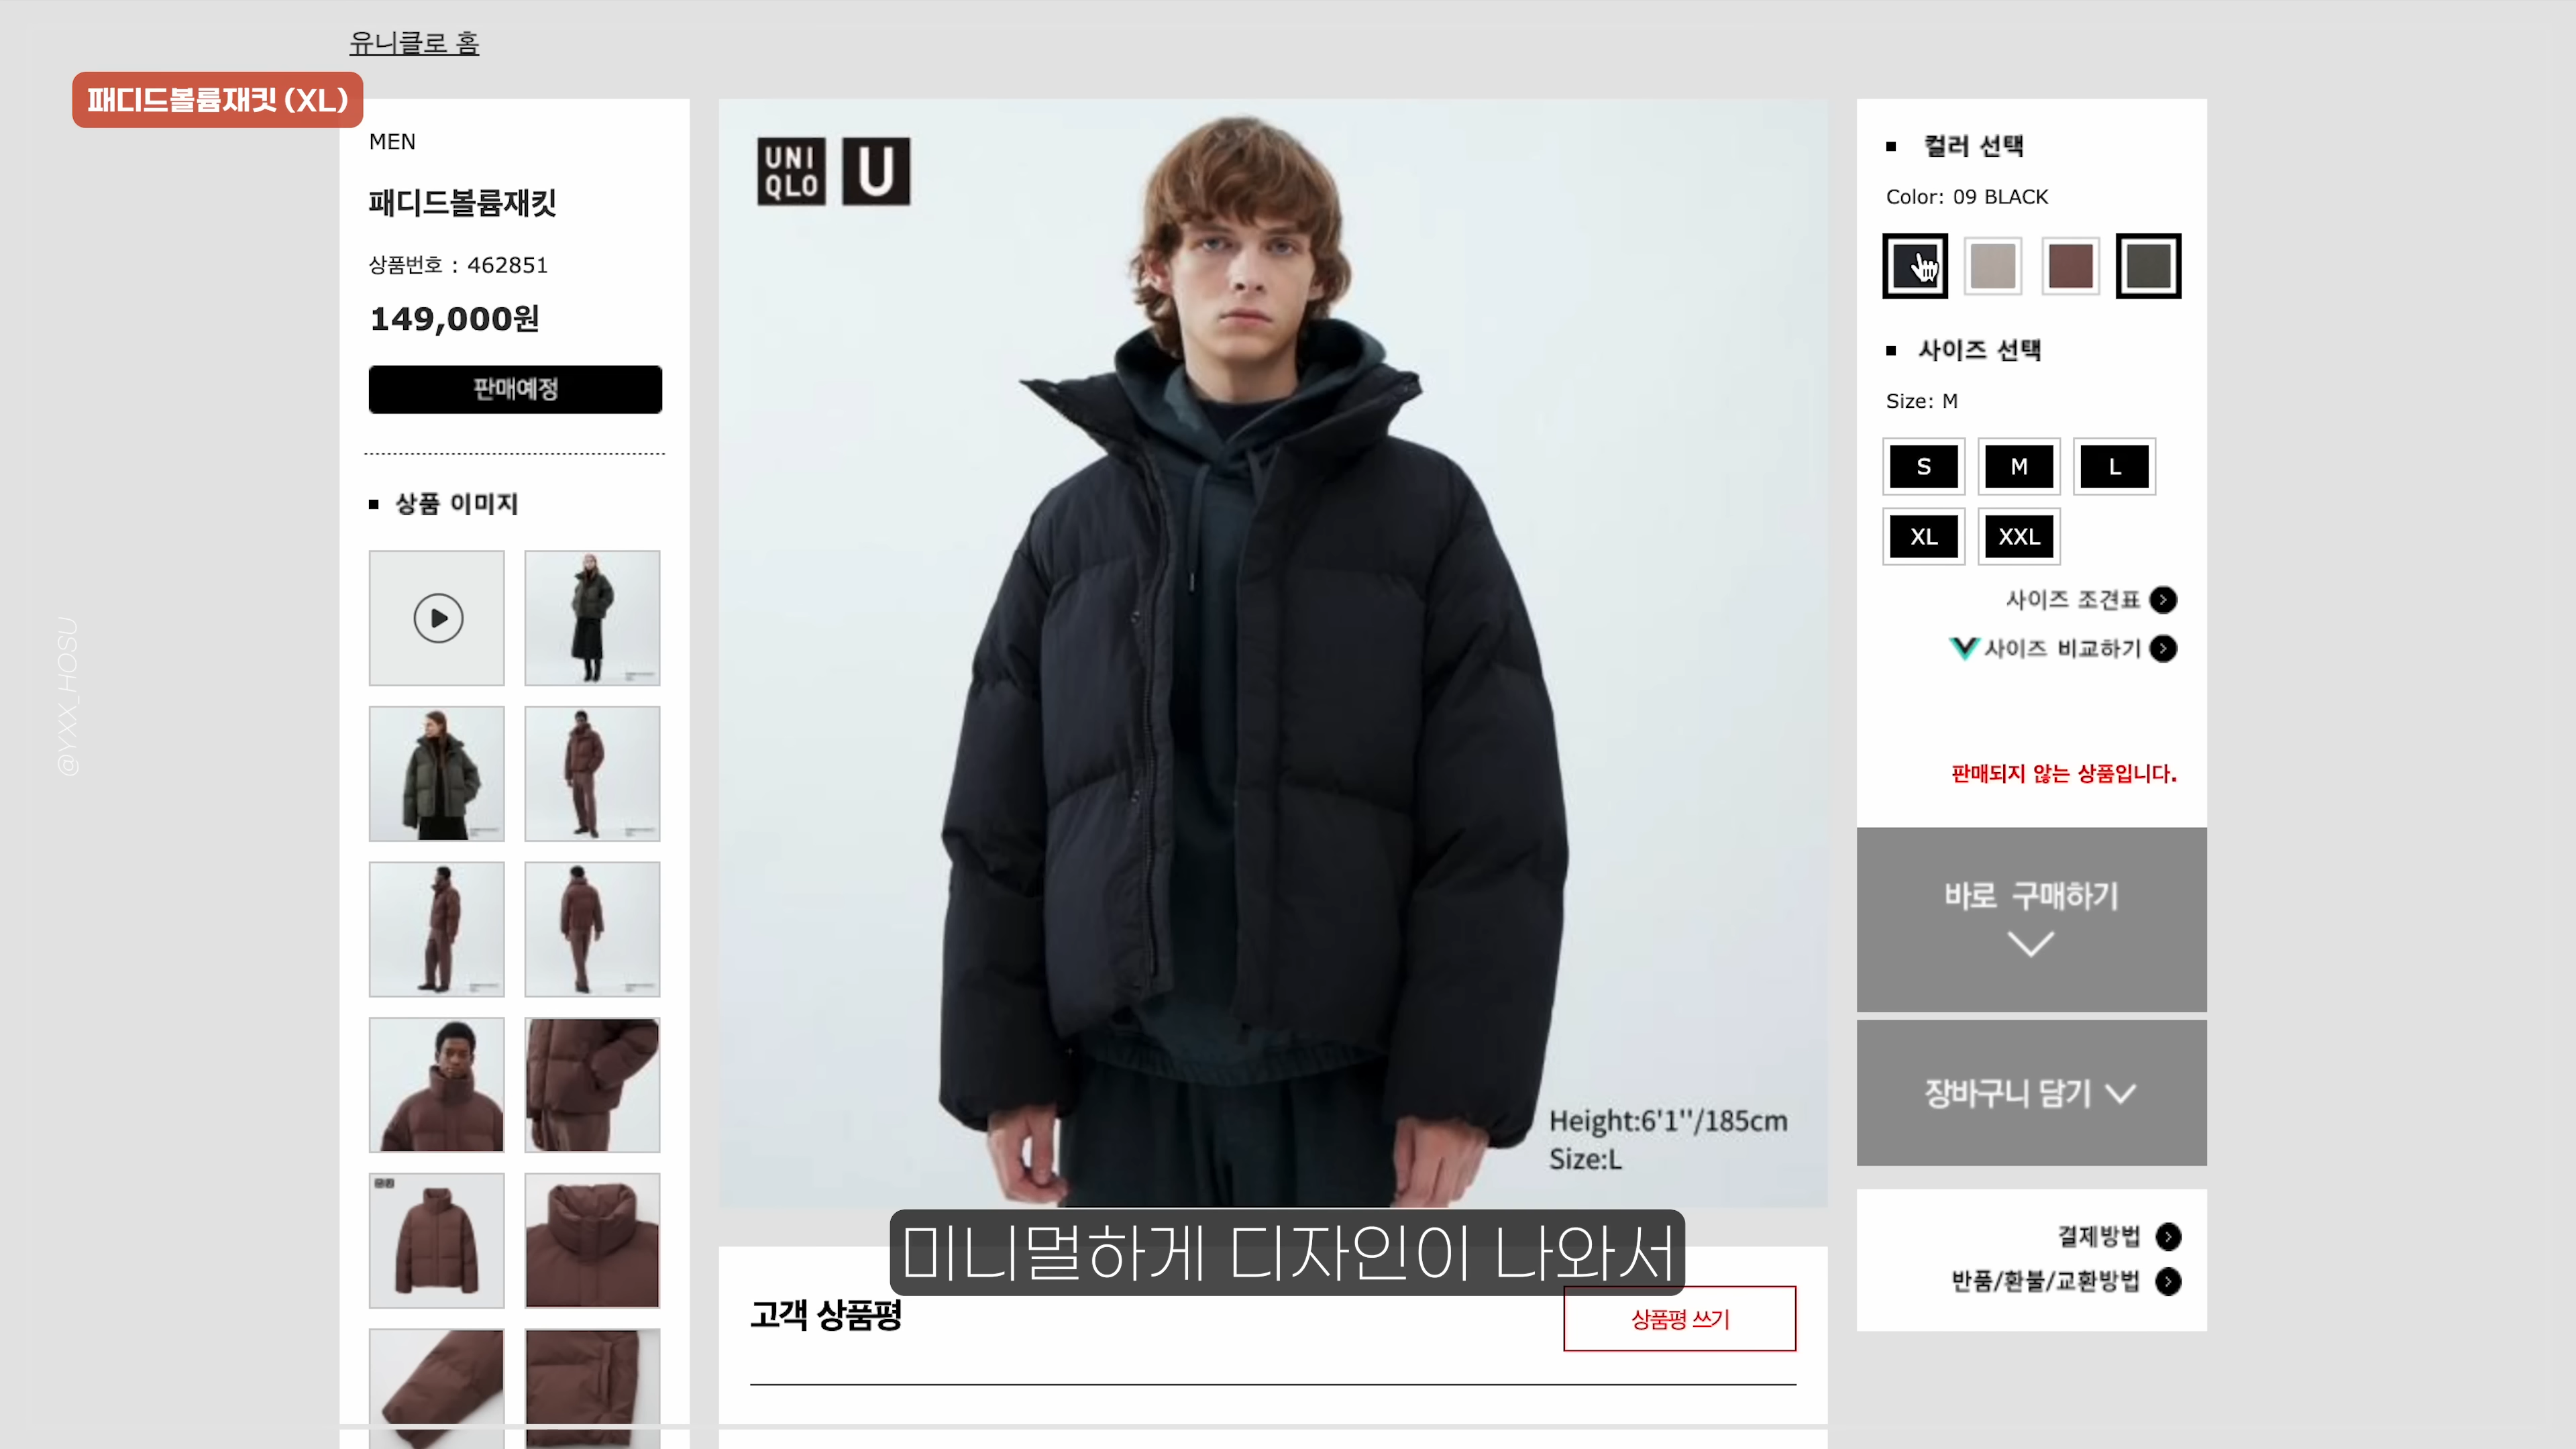 유니클로 홈
패디드볼륨재킷 (XL)
MEN
패디드볼륨재킷
상품번호 : 462851
149,000원
판매예정
상품 이미지
@YXX_HOSU
UNI
QLO
U
Height:6'1''/185cm
Size:L
미니멀하게 디자인이 나와서
고객 상품평
상품평 쓰기
컬러 선택
Color: 09 BLACK
사이즈 선택
Size: M
S M L
XL XXL
사이즈 조견표
사이즈 비교하기
판매되지 않는 상품입니다.
바로 구매하기
장바구니 담기
결제방법
반품/환불/교환방법